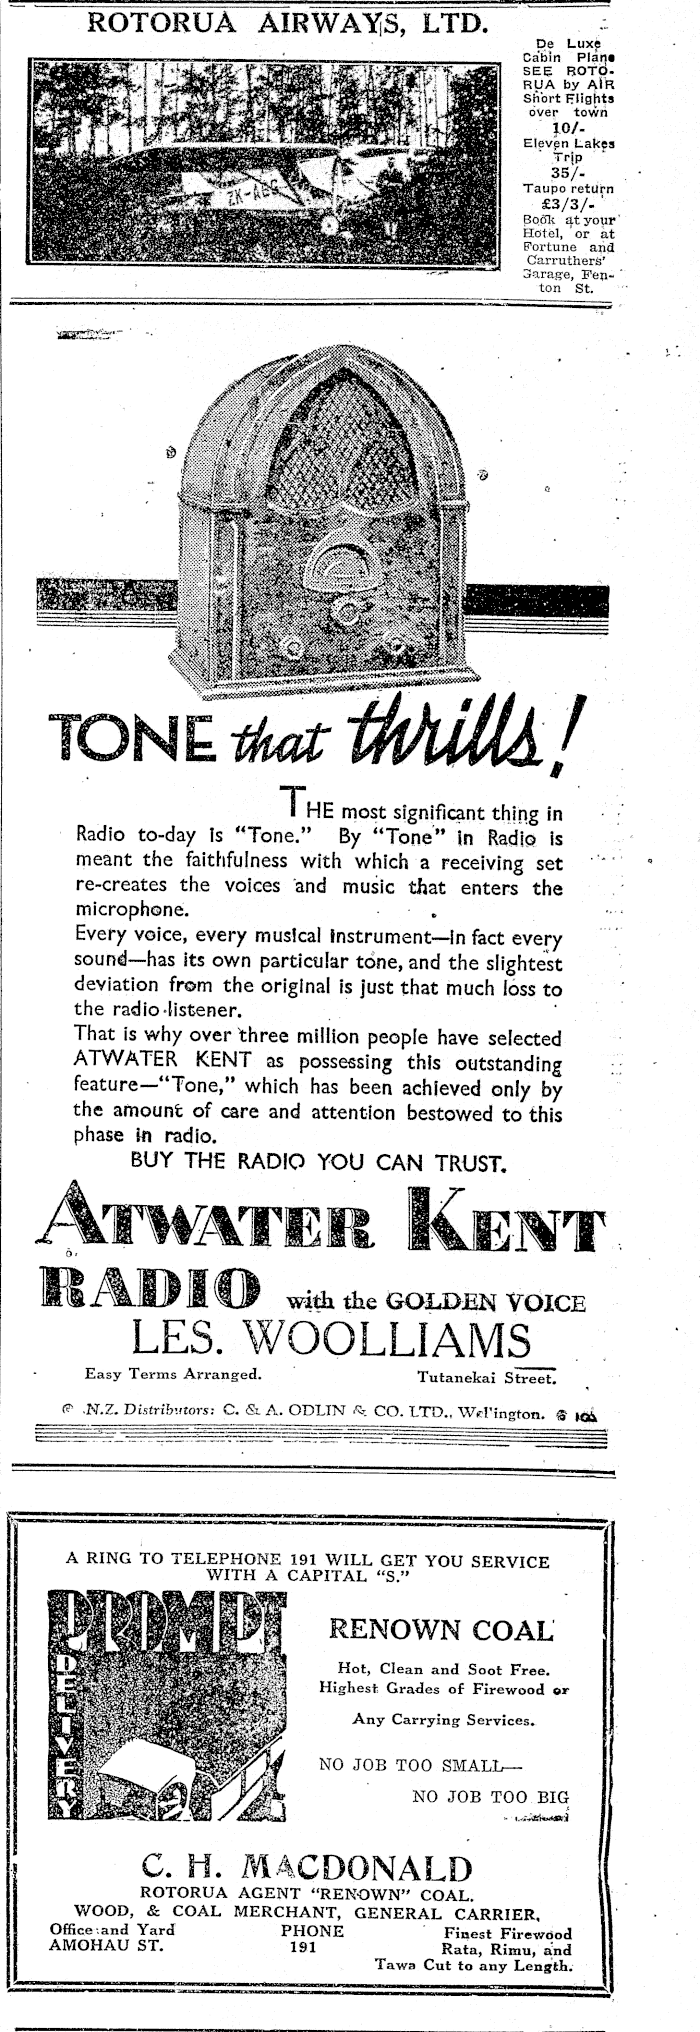 ROTORUA AIRWAYS, LTD.
De Luxe
Cabin Plane
SEE ROTO-
RUA by AIR
Short Flights
over town
10/-
Eleven Lakes
Trip
35/-
Taupo return
£3/3/-
Book at your
Hotel, or at
Fortune and
Carruthers'
Garage, Fen-
ton St.
TONE that thrills!
THE most significant thing in
Radio to-day is "Tone." By "Tone" in Radio is
meant the faithfulness with which a receiving set
re-creates the voices and music that enters the
microphone.
Every voice, every musical instrument—in fact every
sound—has its own particular tone, and the slightest
deviation from the original is just that much loss to
the radio listener.
That is why over three million people have selected
ATWATER KENT as possessing this outstanding
feature—"Tone," which has been achieved only by
the amount of care and attention bestowed to this
phase in radio.
BUY THE RADIO YOU CAN TRUST.
ATWATER KENT
RADIO with the GOLDEN VOICE
LES. WOOLLIAMS
Easy Terms Arranged. Tutanekai Street.
N.Z. Distributors: C. & A. ODLIN & CO. LTD., Wellington.
A RING TO TELEPHONE 191 WILL GET YOU SERVICE
WITH A CAPITAL "S."
PROMPT
DELIVERY
RENOWN COAL
Hot, Clean and Soot Free.
Highest Grades of Firewood or
Any Carrying Services.
NO JOB TOO SMALL—
NO JOB TOO BIG
C. H. MACDONALD
ROTORUA AGENT "RENOWN" COAL.
WOOD, & COAL MERCHANT, GENERAL CARRIER,
Office and Yard
AMOHAU ST.
PHONE
191
Finest Firewood
Rata, Rimu, and
Tawa Cut to any Length.